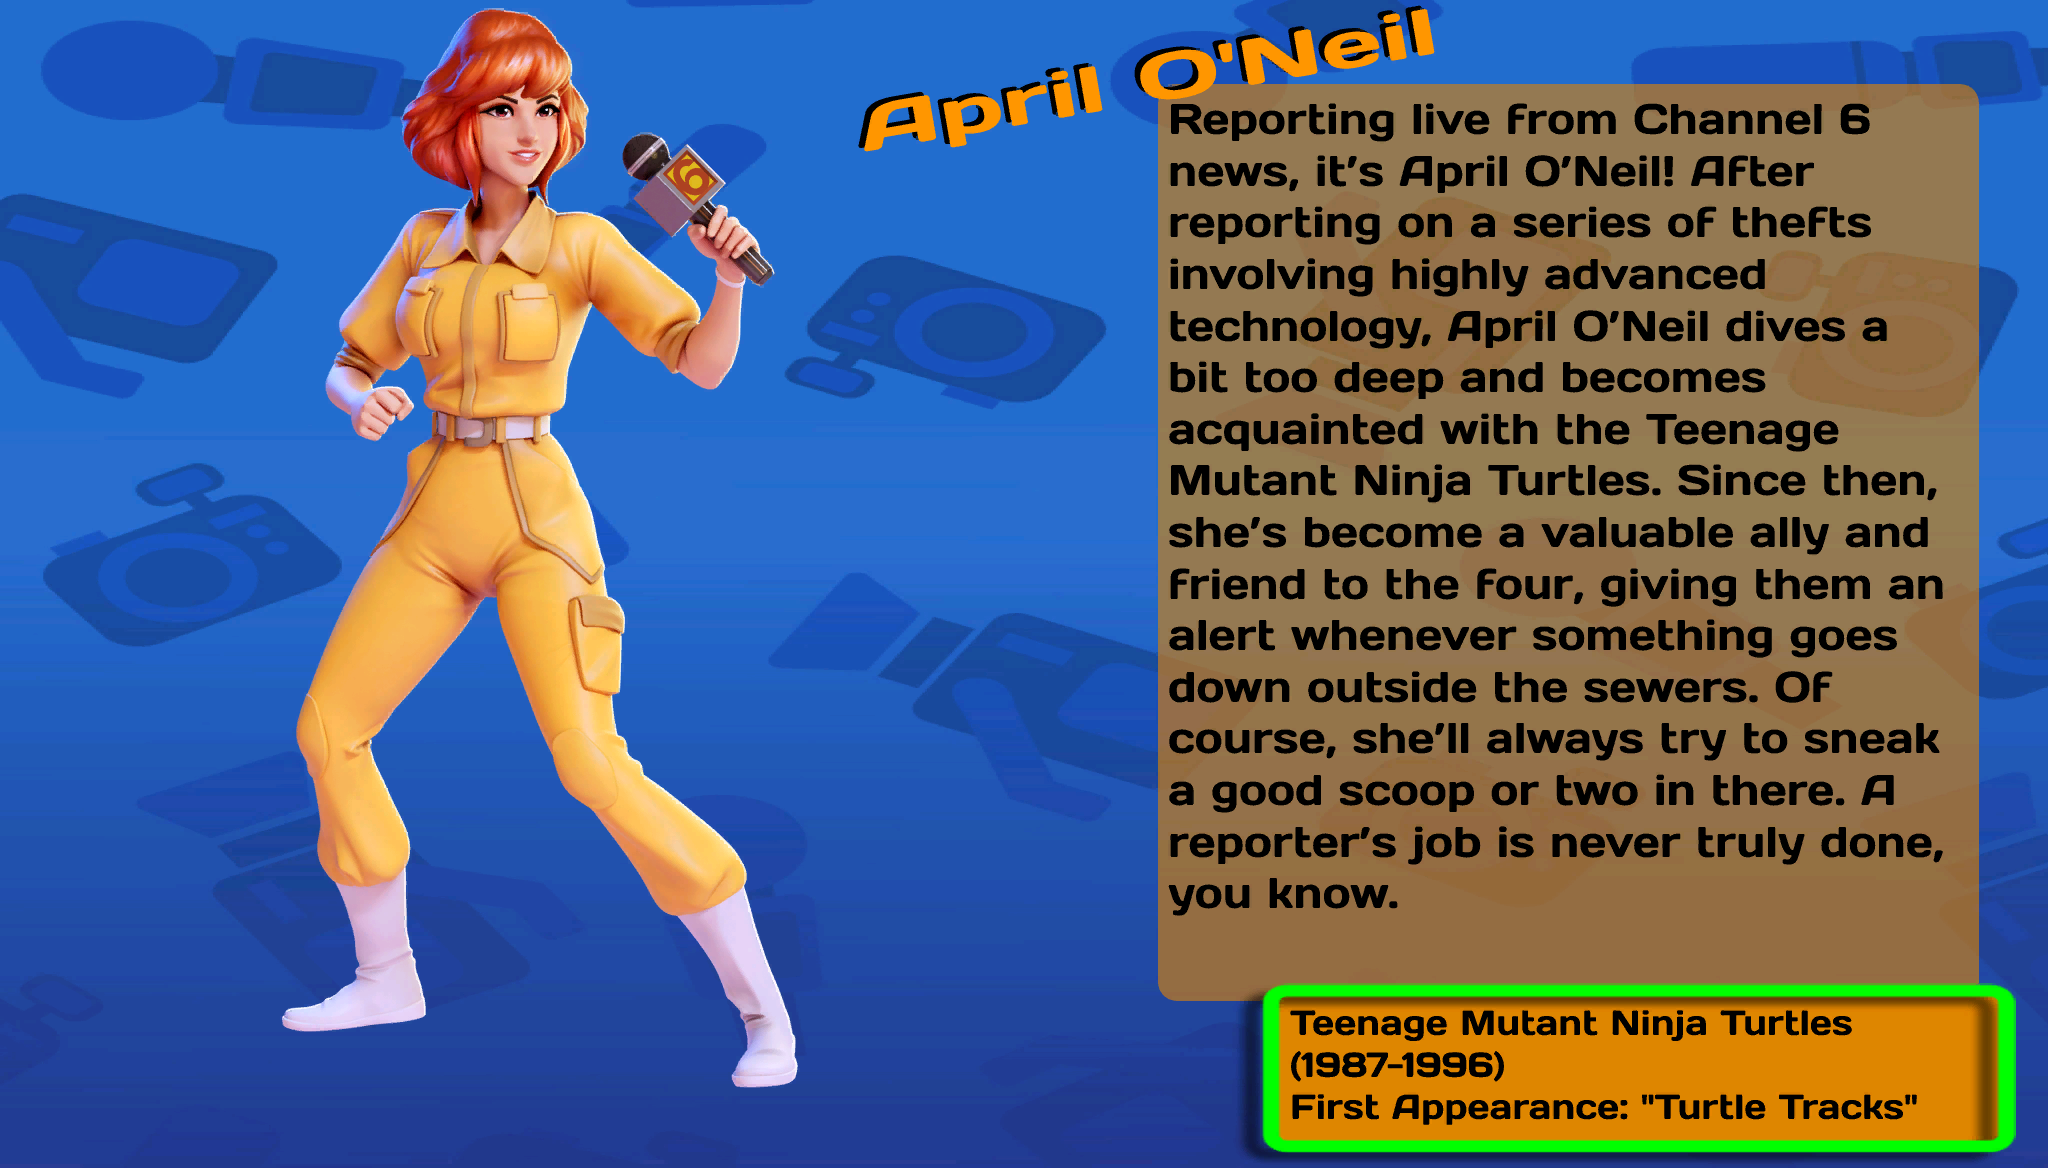 April O'Neil
Reporting live from Channel 6
news, it’s April O’Neil! After
reporting on a series of thefts
involving highly advanced
technology, April O’Neil dives a
bit too deep and becomes
acquainted with the Teenage
Mutant Ninja Turtles. Since then,
she’s become a valuable ally and
friend to the four, giving them an
alert whenever something goes
down outside the sewers. Of
course, she’ll always try to sneak
a good scoop or two in there. A
reporter’s job is never truly done,
you know.
Teenage Mutant Ninja Turtles
(1987-1996)
First Appearance: "Turtle Tracks"